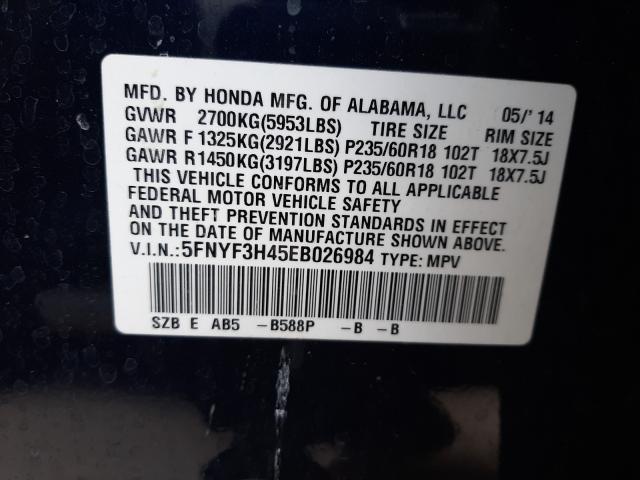 MFD. BY HONDA MFG. OF ALABAMA, LLC 05/'14
GVWR 2700KG(5953LBS) TIRE SIZE RIM SIZE
GAWR F 1325KG(2921LBS) P235/60R18 102T 18X7.5J
GAWR R1450KG(3197LBS) P235/60R18 102T 18X7.5J
THIS VEHICLE CONFORMS TO ALL APPLICABLE
FEDERAL MOTOR VEHICLE SAFETY
AND THEFT PREVENTION STANDARDS IN EFFECT
ON THE DATE OF MANUFACTURE SHOWN ABOVE.
V.I.N.:5FNYF3H45EB026984 TYPE: MPV
SZB E AB5 -B588P -B -B